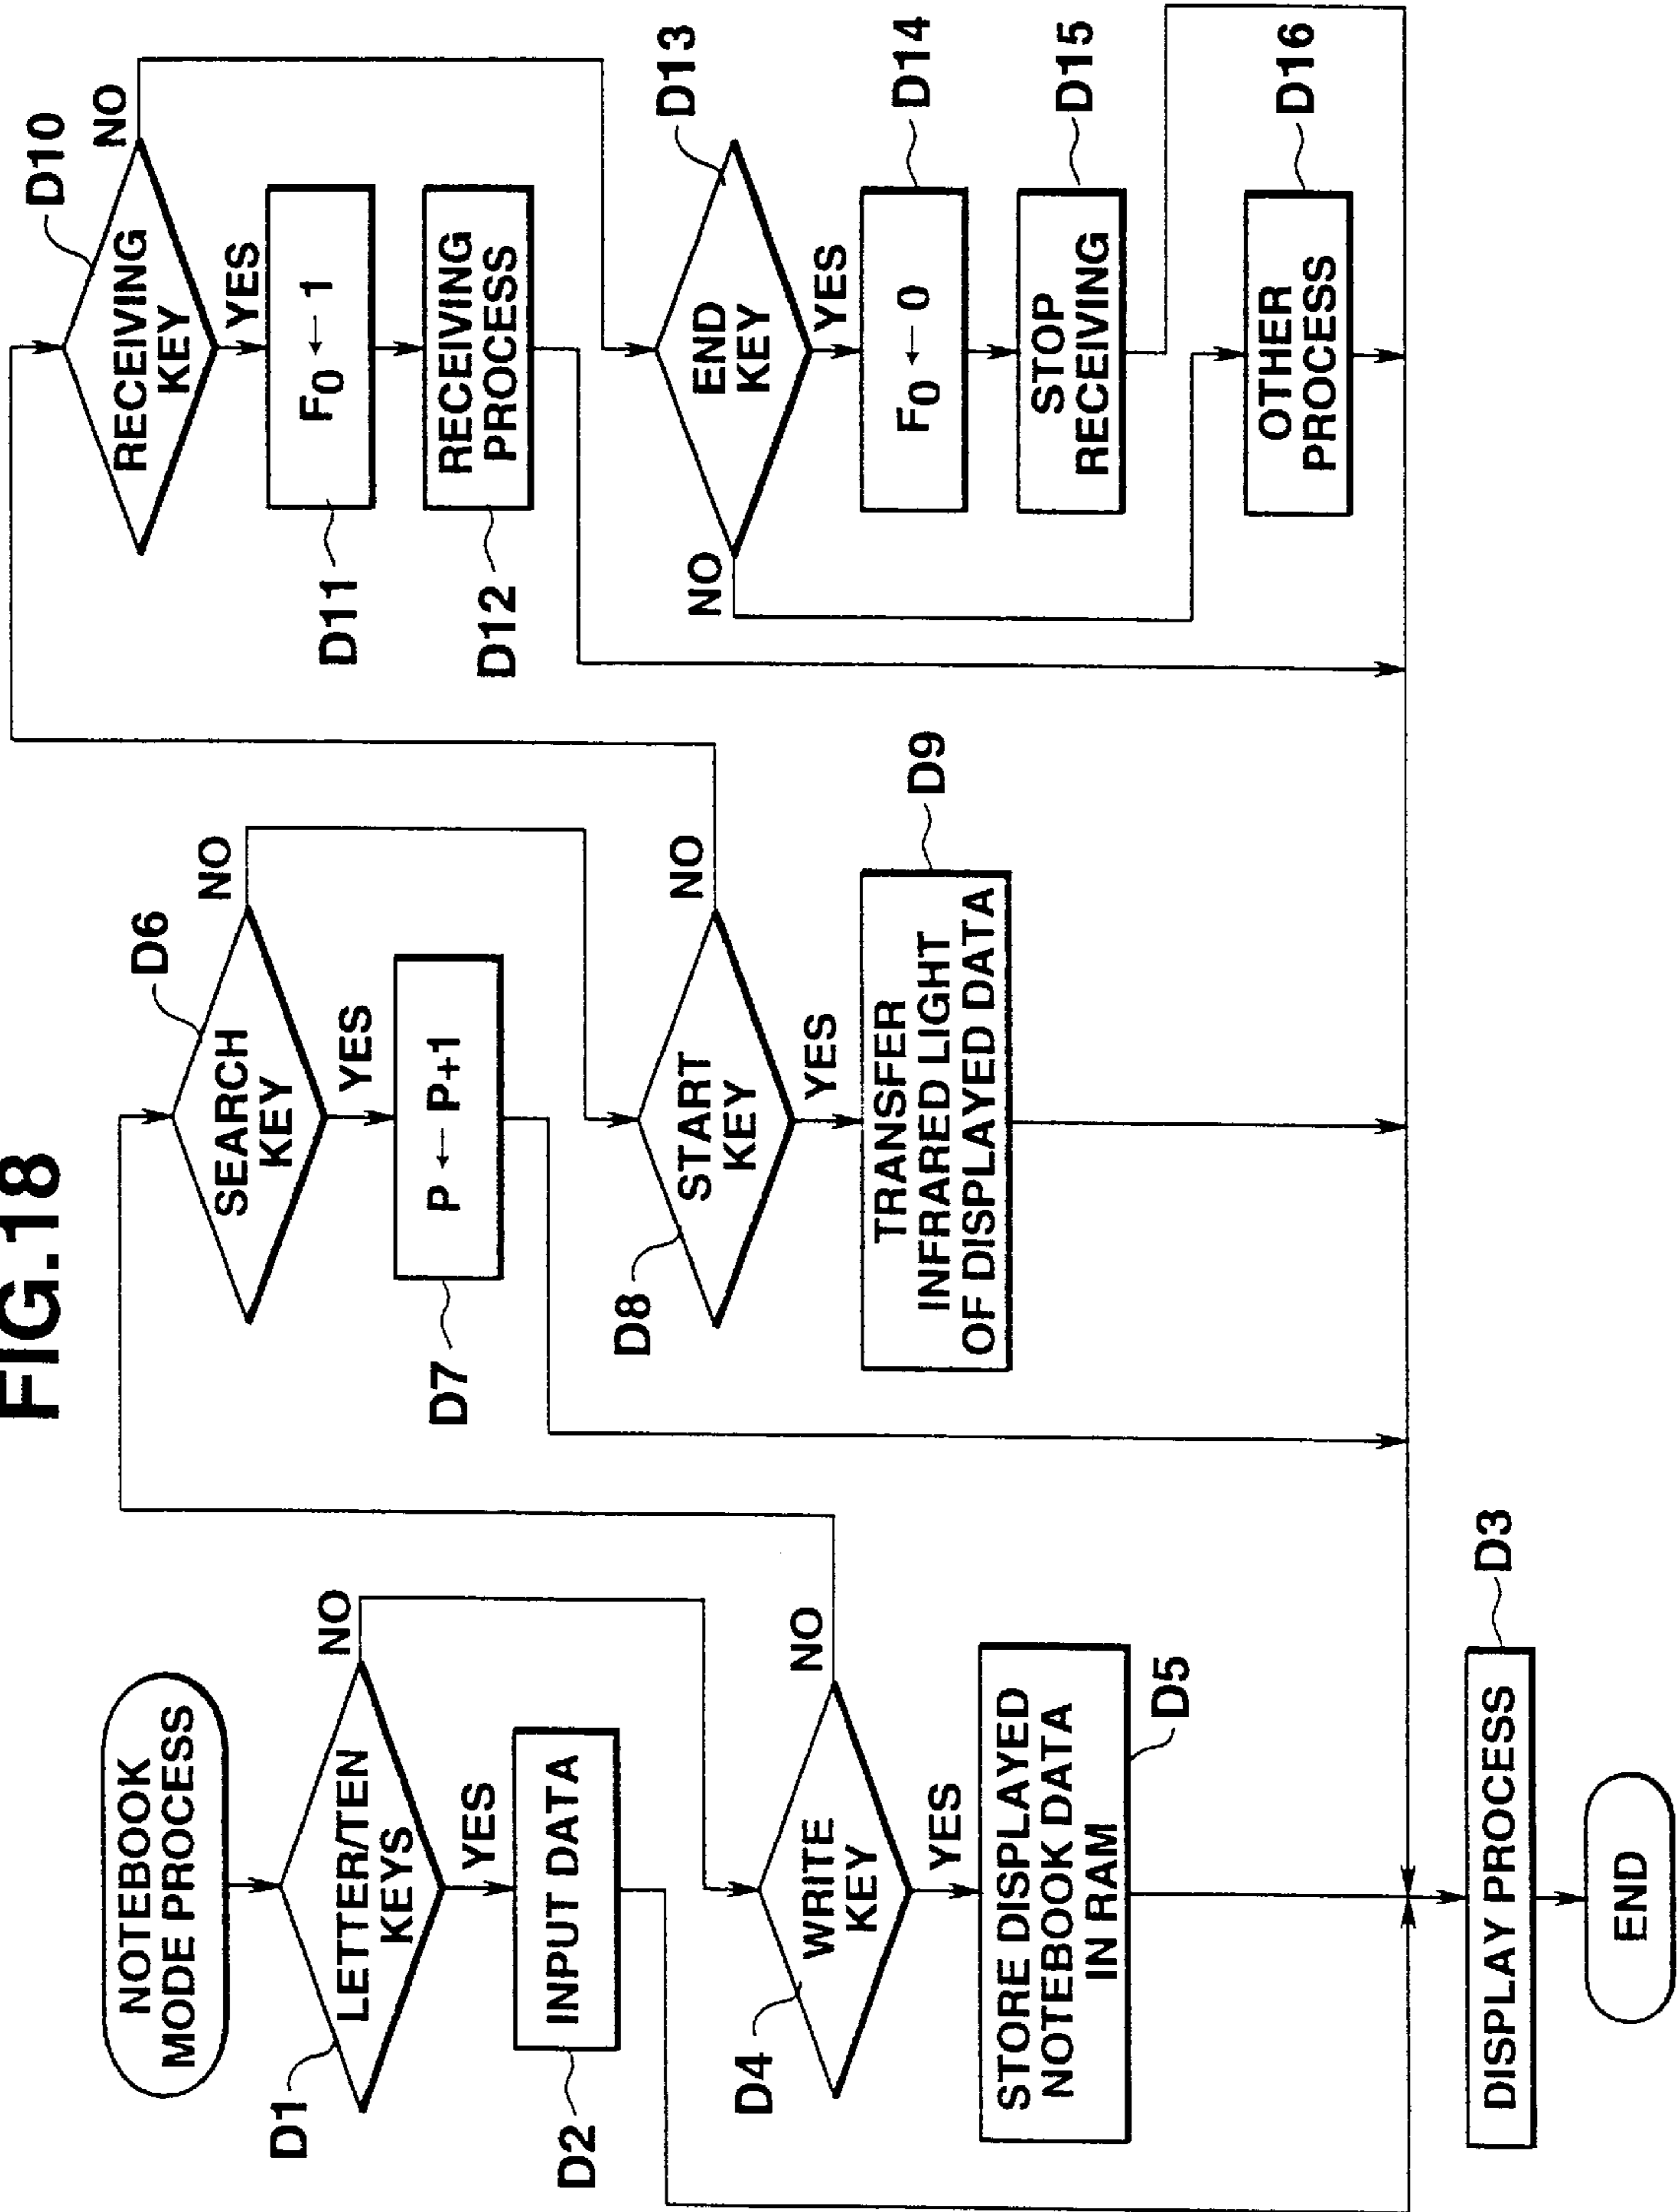 FIG.18
NOTEBOOK
MODE PROCESS
D1
LETTER/TEN
KEYS
NO
YES
D2
INPUT DATA
D4
WRITE
KEY
NO
YES
STORE DISPLAYED
NOTEBOOK DATA
IN RAM
D5
DISPLAY PROCESS
D3
END
D6
SEARCH
KEY
NO
YES
D7
P ← P+1
D8
START
KEY
NO
YES
TRANSFER
INFRARED LIGHT
OF DISPLAYED DATA
D9
D10
RECEIVING
KEY
NO
YES
D11
F0 ← 1
D12
RECEIVING
PROCESS
D13
END
KEY
NO
YES
F0 ← 0
D14
STOP
RECEIVING
D15
OTHER
PROCESS
D16